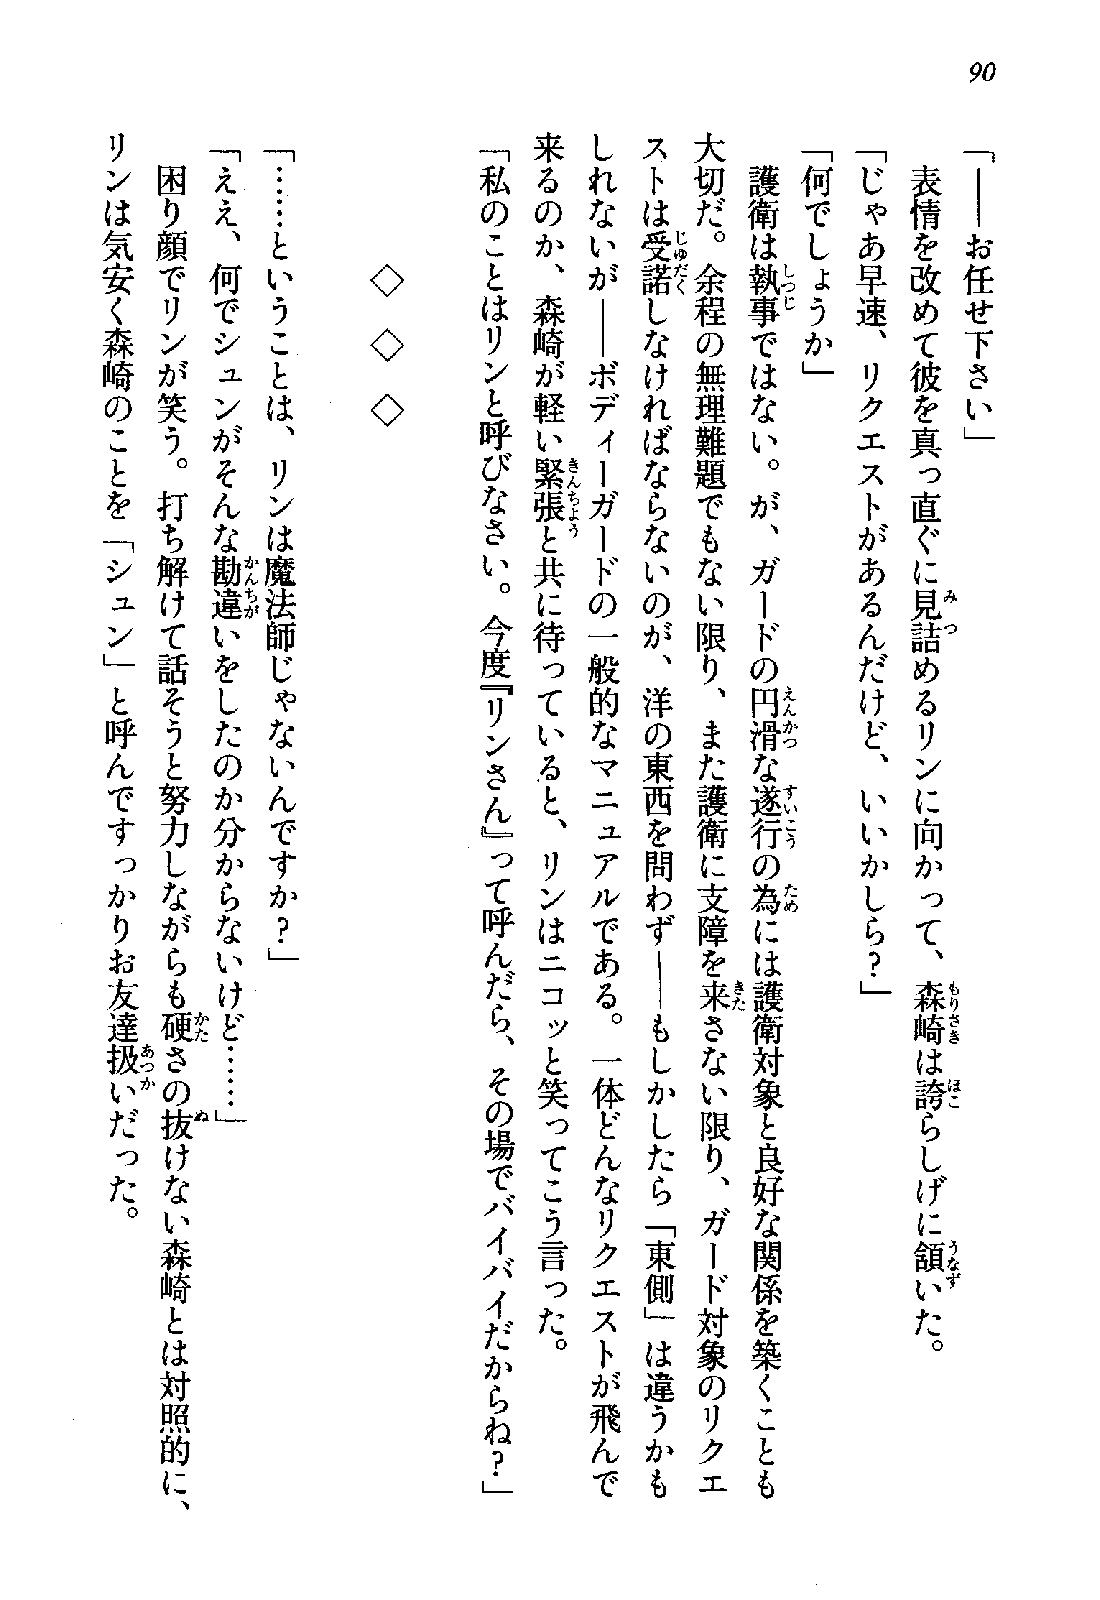 90
「――お任せ下さい」
表情を改めて彼を真っ直ぐに見詰めるリンに向かって、森崎は誇らしげに頷いた。
「じゃあ早速、リクエストがあるんだけど、いいかしら?」
「何でしょうか」
護衛は執事ではない。が、ガードの円滑な遂行の為には護衛対象と良好な関係を築くことも
大切だ。余程の無理難題でもない限り、また護衛に支障を来さない限り、ガード対象のリクエ
ストは受諾しなければならないのが、洋の東西を問わず――もしかしたら「東側」は違うかも
しれないが――ボディーガードの一般的なマニュアルである。一体どんなリクエストが飛んで
来るのか、森崎が軽い緊張と共に待っていると、リンはニコッと笑ってこう言った。
「私のことはリンと呼びなさい。今度『リンさん』って呼んだら、その場でバイバイだからね?」
◇ ◇ ◇
「……ということは、リンは魔法師じゃないんですか?」
「ええ、何でシュンがそんな勘違いをしたのか分からないけど……」
困り顔でリンが笑う。打ち解けて話そうと努力しながらも硬さの抜けない森崎とは対照的に、
リンは気安く森崎のことを「シュン」と呼んですっかりお友達扱いだった。